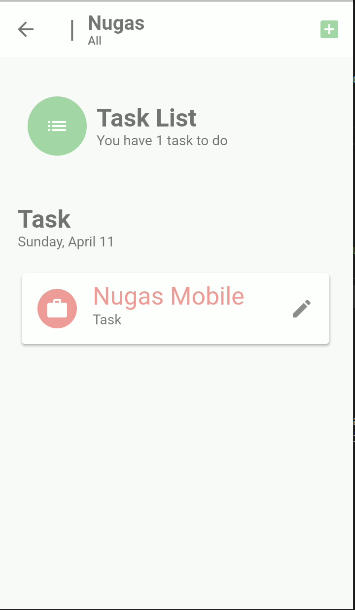 Nugas
All
Task List
You have 1 task to do
Task
Sunday, April 11
Nugas Mobile
Task